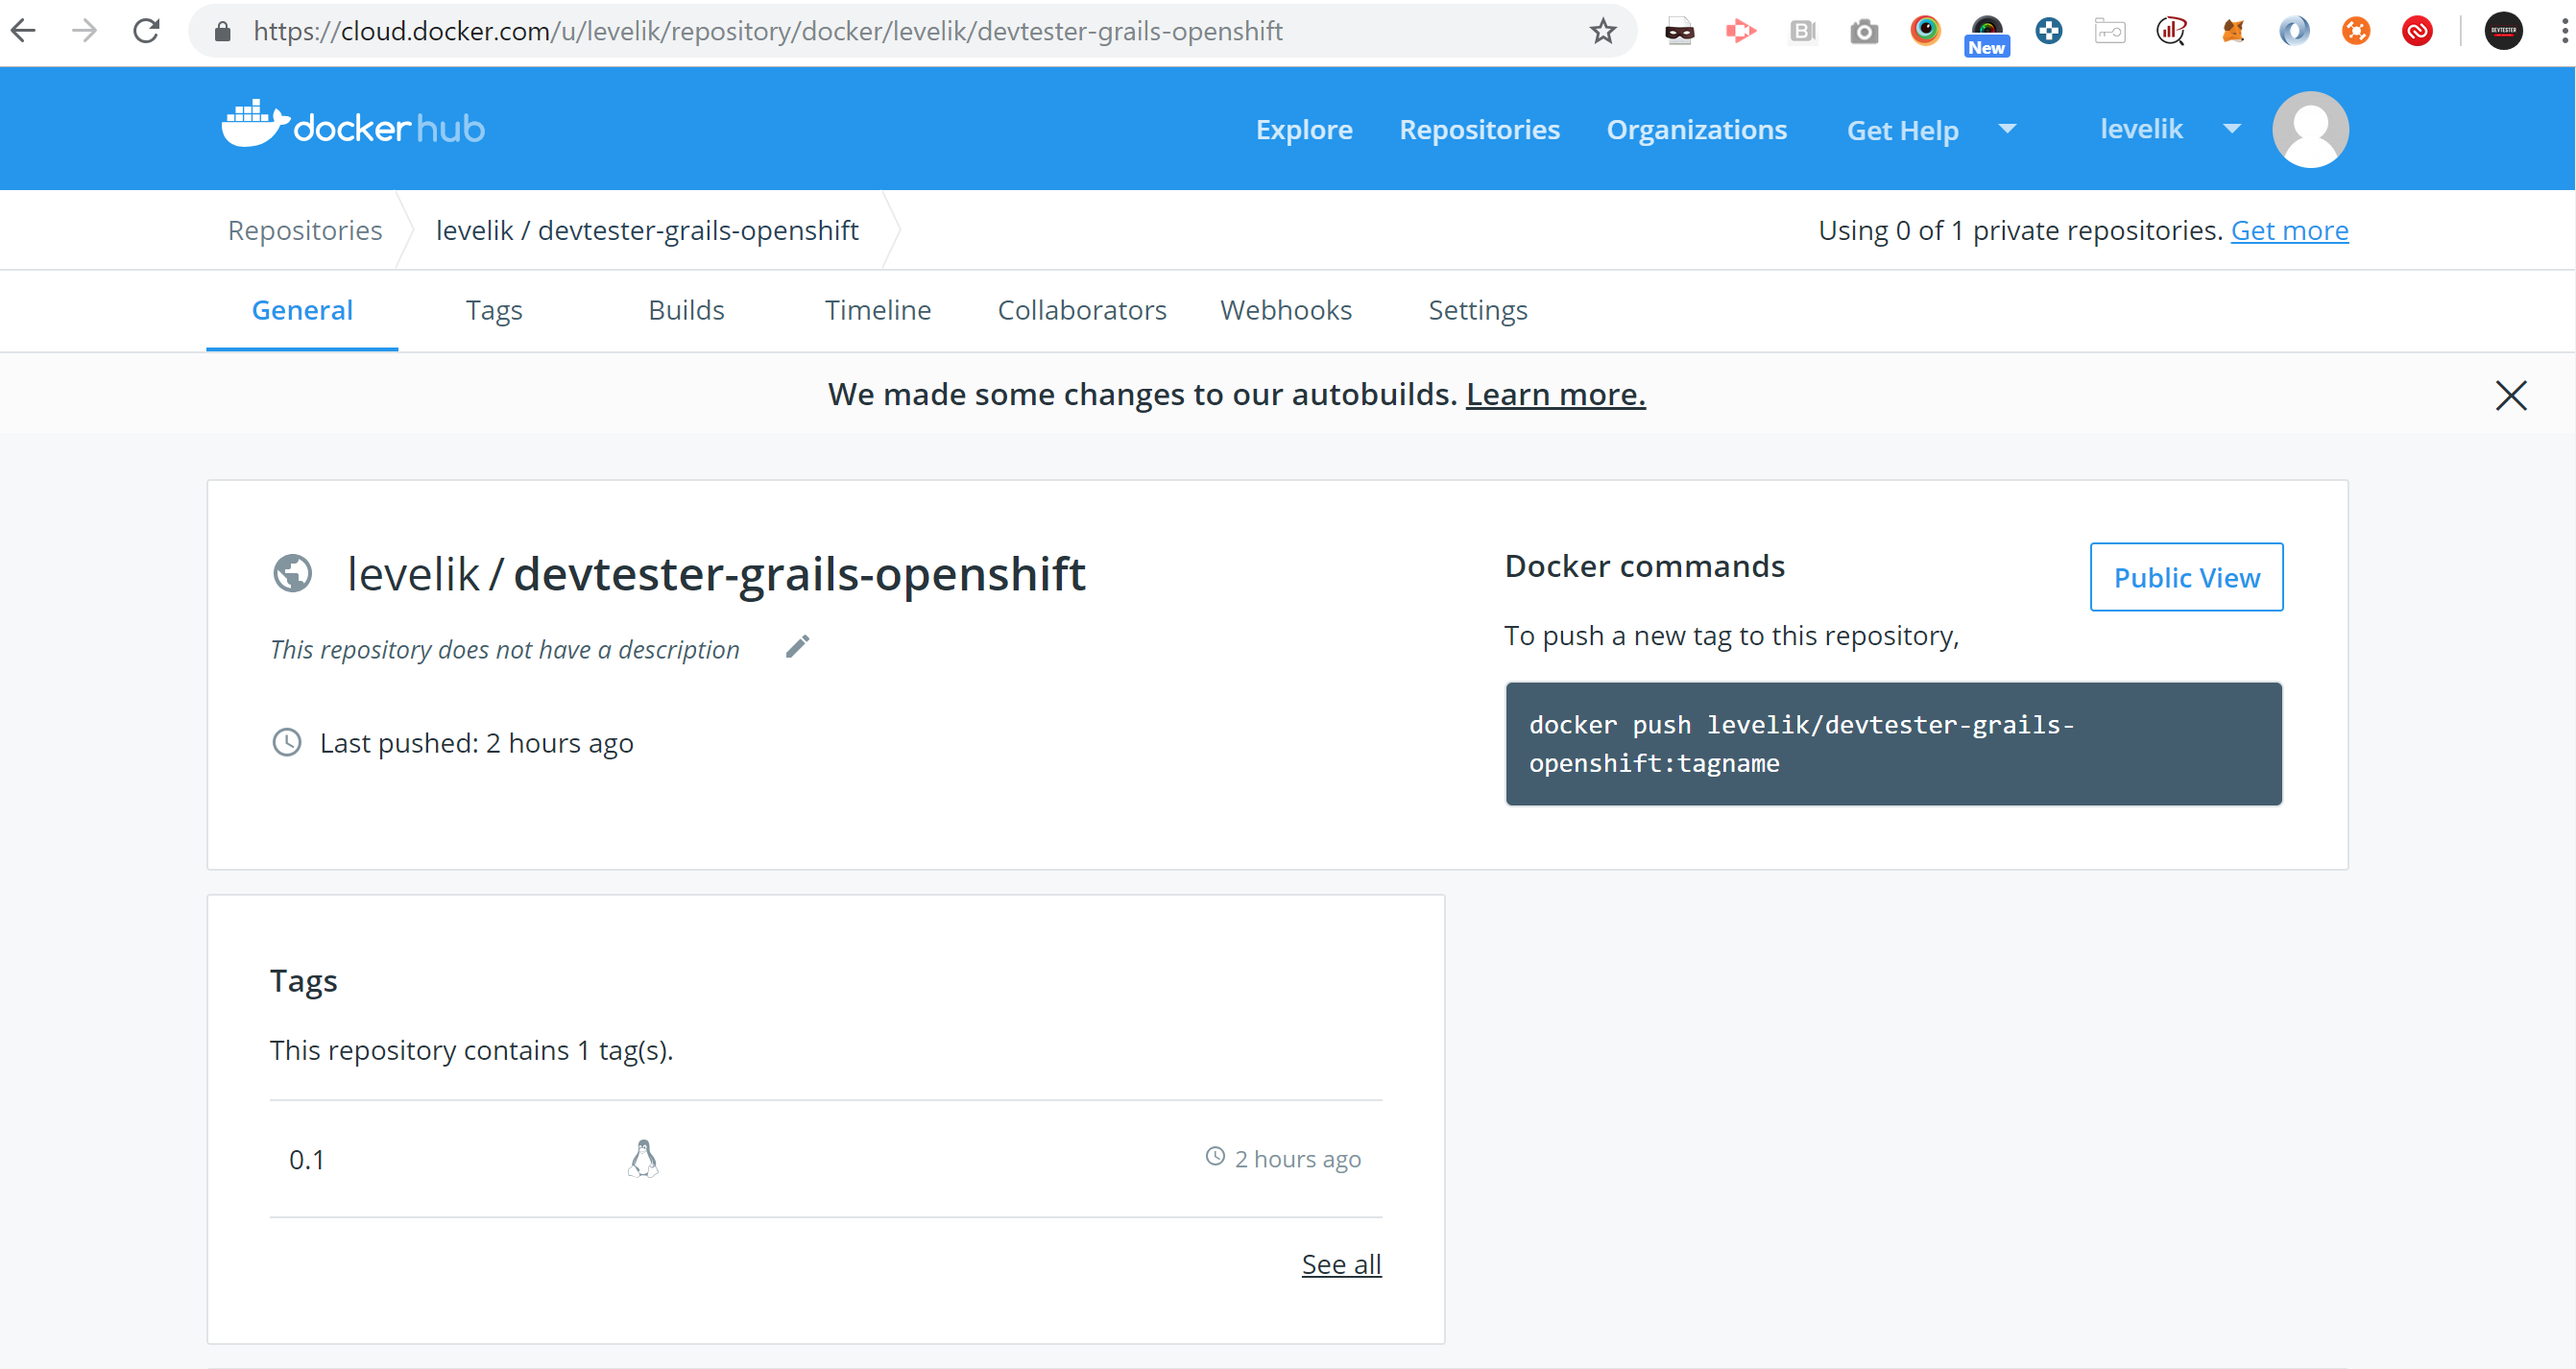 https://cloud.docker.com/u/levelik/repository/docker/levelik/devtester-grails-openshift
New
DEVTESTER
docker hub
Explore
Repositories
Organizations
Get Help
levelik
Repositories
levelik / devtester-grails-openshift
Using 0 of 1 private repositories. Get more
General
Tags
Builds
Timeline
Collaborators
Webhooks
Settings
We made some changes to our autobuilds. Learn more.
levelik / devtester-grails-openshift
This repository does not have a description
Last pushed: 2 hours ago
Docker commands
Public View
To push a new tag to this repository,
docker push levelik/devtester-grails-
openshift:tagname
Tags
This repository contains 1 tag(s).
0.1
2 hours ago
See all